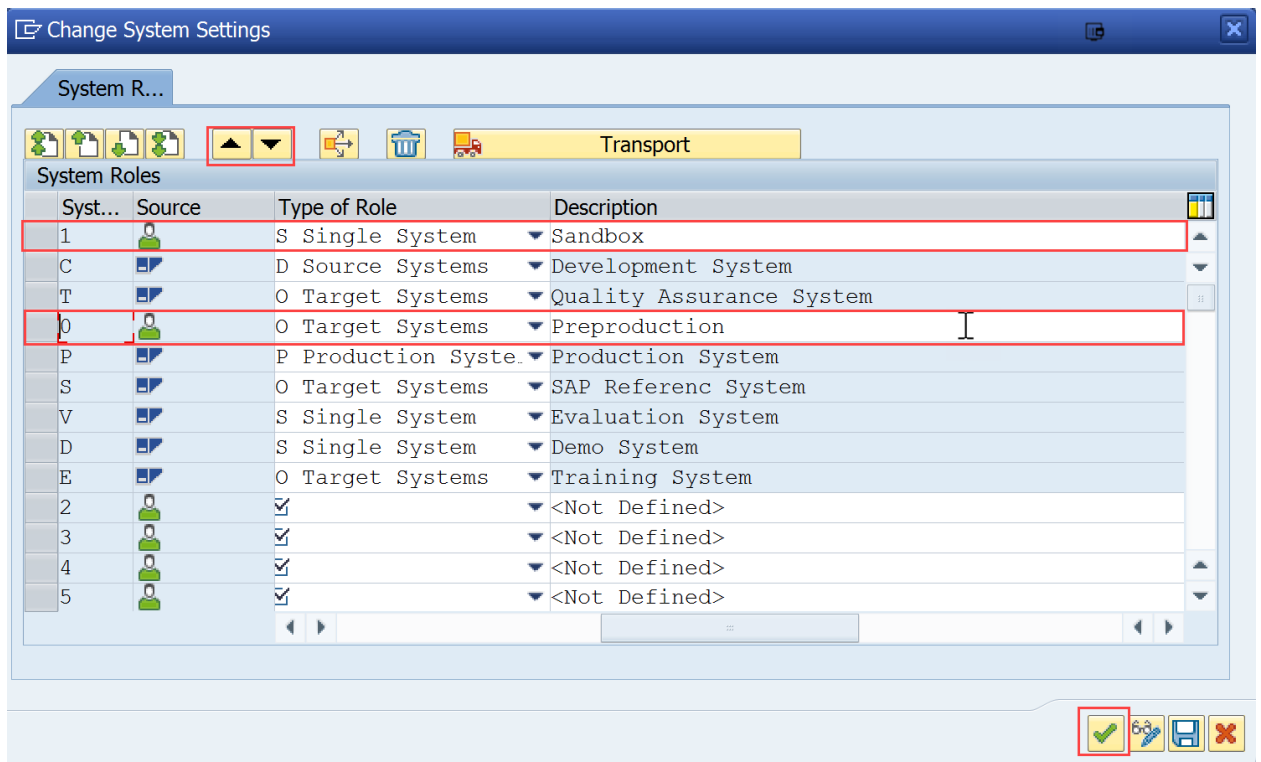 Change System Settings
System R...
Transport
System Roles
Syst... Source Type of Role Description
1 S Single System Sandbox
C D Source Systems Development System
T O Target Systems Quality Assurance System
0 O Target Systems Preproduction
P P Production Syste… Production System
S O Target Systems SAP Referenc System
V S Single System Evaluation System
D S Single System Demo System
E O Target Systems Training System
2 <Not Defined>
3 <Not Defined>
4 <Not Defined>
5 <Not Defined>